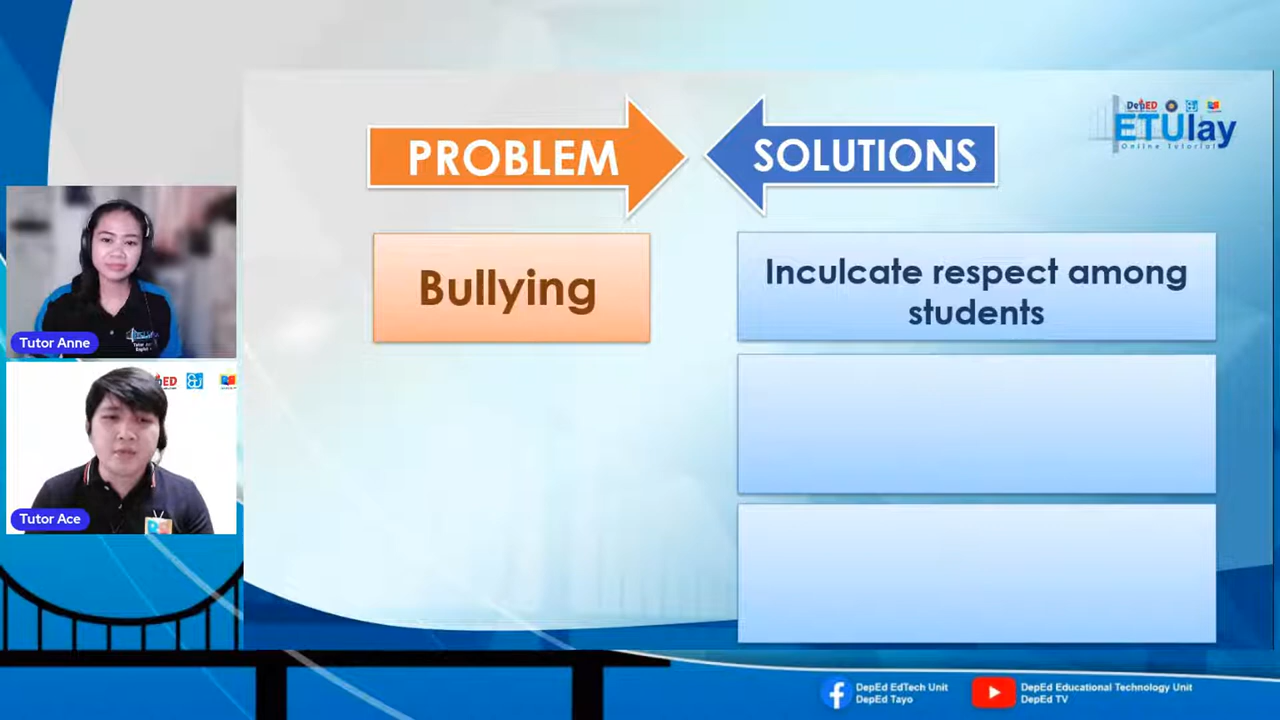 PROBLEM
SOLUTIONS
DepED
ETUlay
Online Tutorial
Bullying
Inculcate respect among
students
Tutor Anne
Tutor Ace
DepEd EdTech Unit
DepEd Tayo
DepEd Educational Technology Unit
DepEd TV